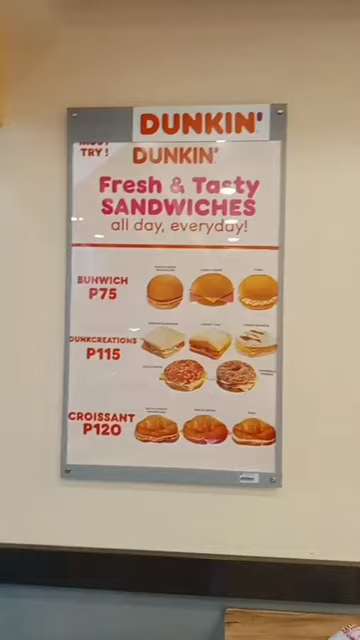 DUNKIN'
MUST
TRY!
DUNKIN'
Fresh & Tasty
SANDWICHES
all day, everyday!
BUNWICH
P75
DUNKCREATIONS
P115
CROISSANT
P120